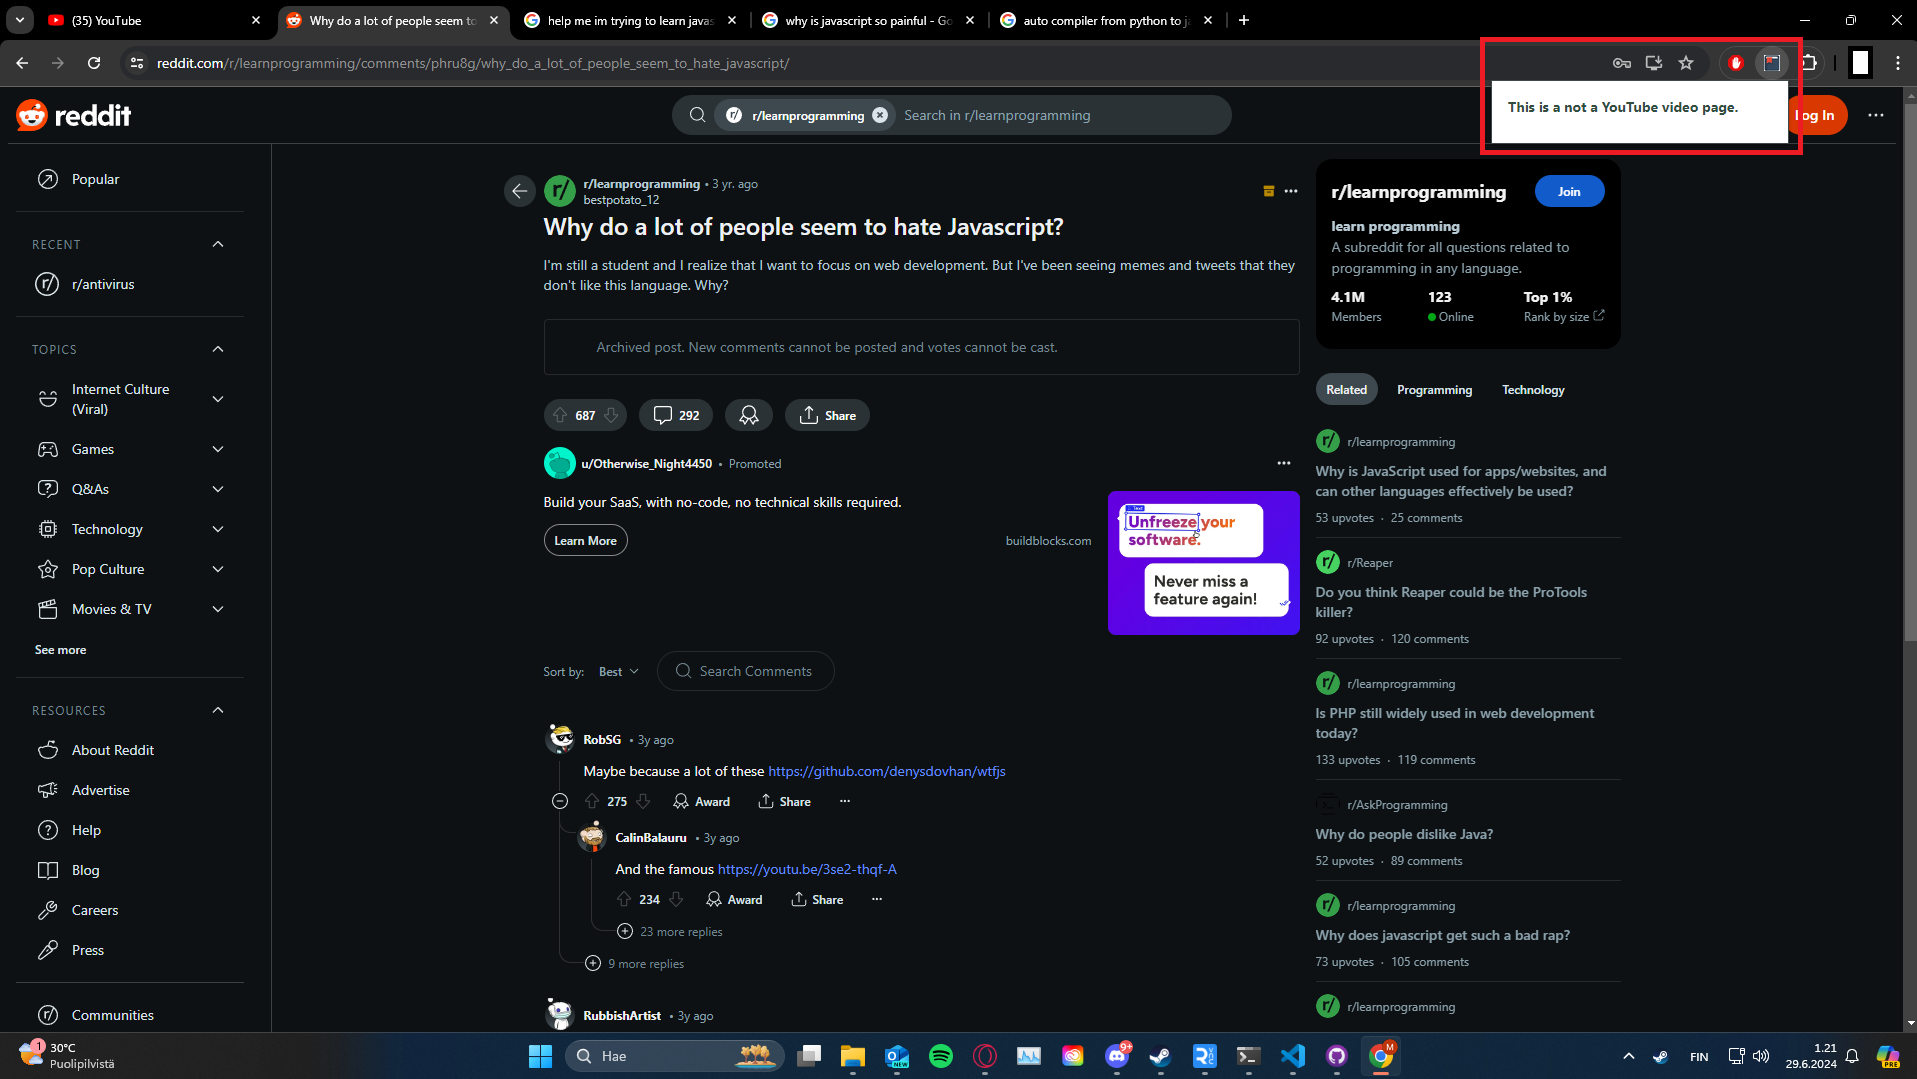 (35) YouTube
Why do a lot of people seem to
help me im trying to learn javas
why is javascript so painful - Go
auto compiler from python to j
reddit.com/r/learnprogramming/comments/phru8g/why_do_a_lot_of_people_seem_to_hate_javascript/
This is a not a YouTube video page.
reddit
r/learnprogramming
Search in r/learnprogramming
Log In
Popular
RECENT
r/antivirus
TOPICS
Internet Culture
(Viral)
Games
Q&As
Technology
Pop Culture
Movies & TV
See more
RESOURCES
About Reddit
Advertise
Help
Blog
Careers
Press
Communities
r/learnprogramming • 3 yr. ago
bestpotato_12
Why do a lot of people seem to hate Javascript?
I'm still a student and I realize that I want to focus on web development. But I've been seeing memes and tweets that they
don't like this language. Why?
Archived post. New comments cannot be posted and votes cannot be cast.
687
292
Share
u/Otherwise_Night4450 • Promoted
Build your SaaS, with no-code, no technical skills required.
Learn More
buildblocks.com
Text
Unfreeze your
software.
Never miss a
feature again!
Sort by: Best
Search Comments
RobSG • 3y ago
Maybe because a lot of these https://github.com/denysdovhan/wtfjs
275 Award Share
CalinBalauru • 3y ago
And the famous https://youtu.be/3se2-thqf-A
234 Award Share
23 more replies
9 more replies
RubbishArtist • 3y ago
r/learnprogramming
Join
learn programming
A subreddit for all questions related to
programming in any language.
4.1M 123 Top 1%
Members Online Rank by size
Related Programming Technology
r/learnprogramming
Why is JavaScript used for apps/websites, and
can other languages effectively be used?
53 upvotes · 25 comments
r/Reaper
Do you think Reaper could be the ProTools
killer?
92 upvotes · 120 comments
r/learnprogramming
Is PHP still widely used in web development
today?
133 upvotes · 119 comments
r/AskProgramming
Why do people dislike Java?
52 upvotes · 89 comments
r/learnprogramming
Why does javascript get such a bad rap?
73 upvotes · 105 comments
r/learnprogramming
1
30°C
Puolipilvistä
Hae
NEW
9+
M
FIN
1.21
29.6.2024
PRE